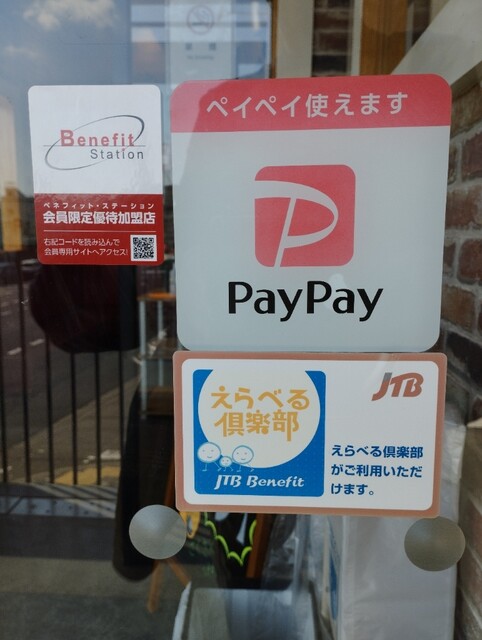 ペイペイ使えます
PayPay
Benefit
Station
ベネフィット・ステーション
会員限定優待加盟店
右記コードを読み込んで
会員専用サイトへアクセス!
えらべる
倶楽部
JTB Benefit
JTB
えらべる倶楽部
がご利用いただ
けます。